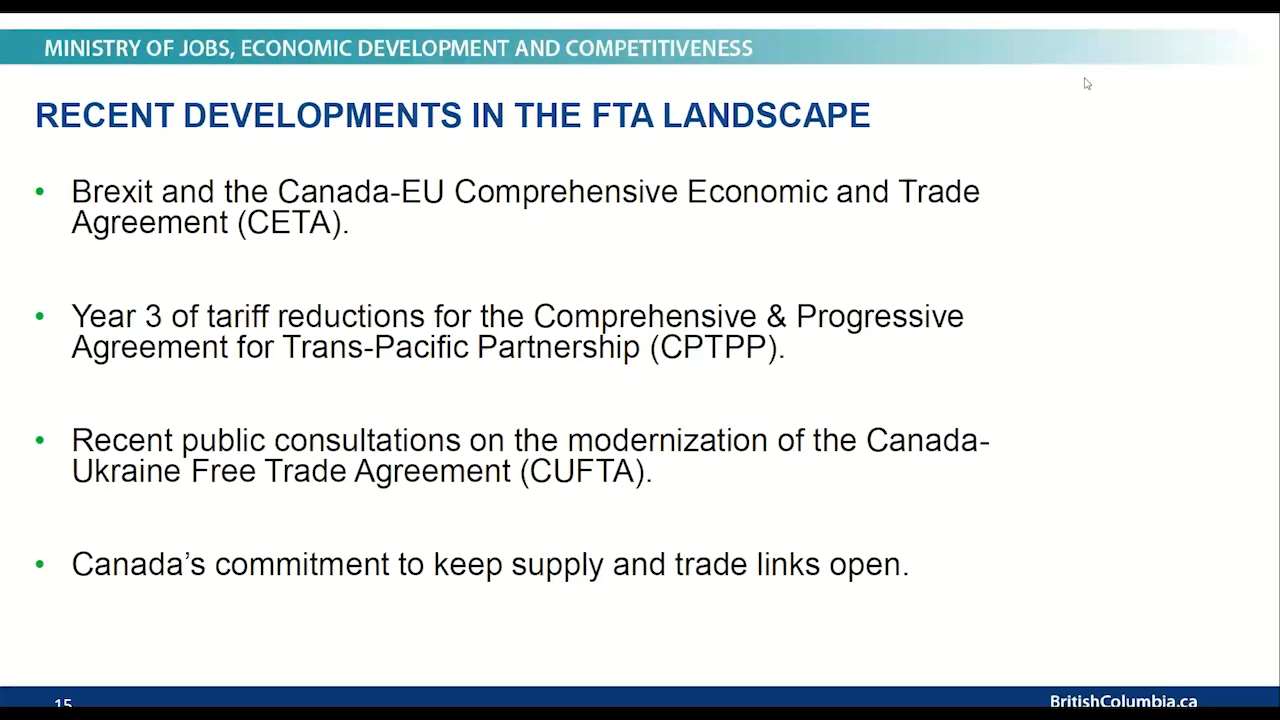 MINISTRY OF JOBS, ECONOMIC DEVELOPMENT AND COMPETITIVENESS
RECENT DEVELOPMENTS IN THE FTA LANDSCAPE
• Brexit and the Canada-EU Comprehensive Economic and Trade
Agreement (CETA).
• Year 3 of tariff reductions for the Comprehensive & Progressive
Agreement for Trans-Pacific Partnership (CPTPP).
• Recent public consultations on the modernization of the Canada-
Ukraine Free Trade Agreement (CUFTA).
• Canada’s commitment to keep supply and trade links open.
15
BritishColumbia.ca